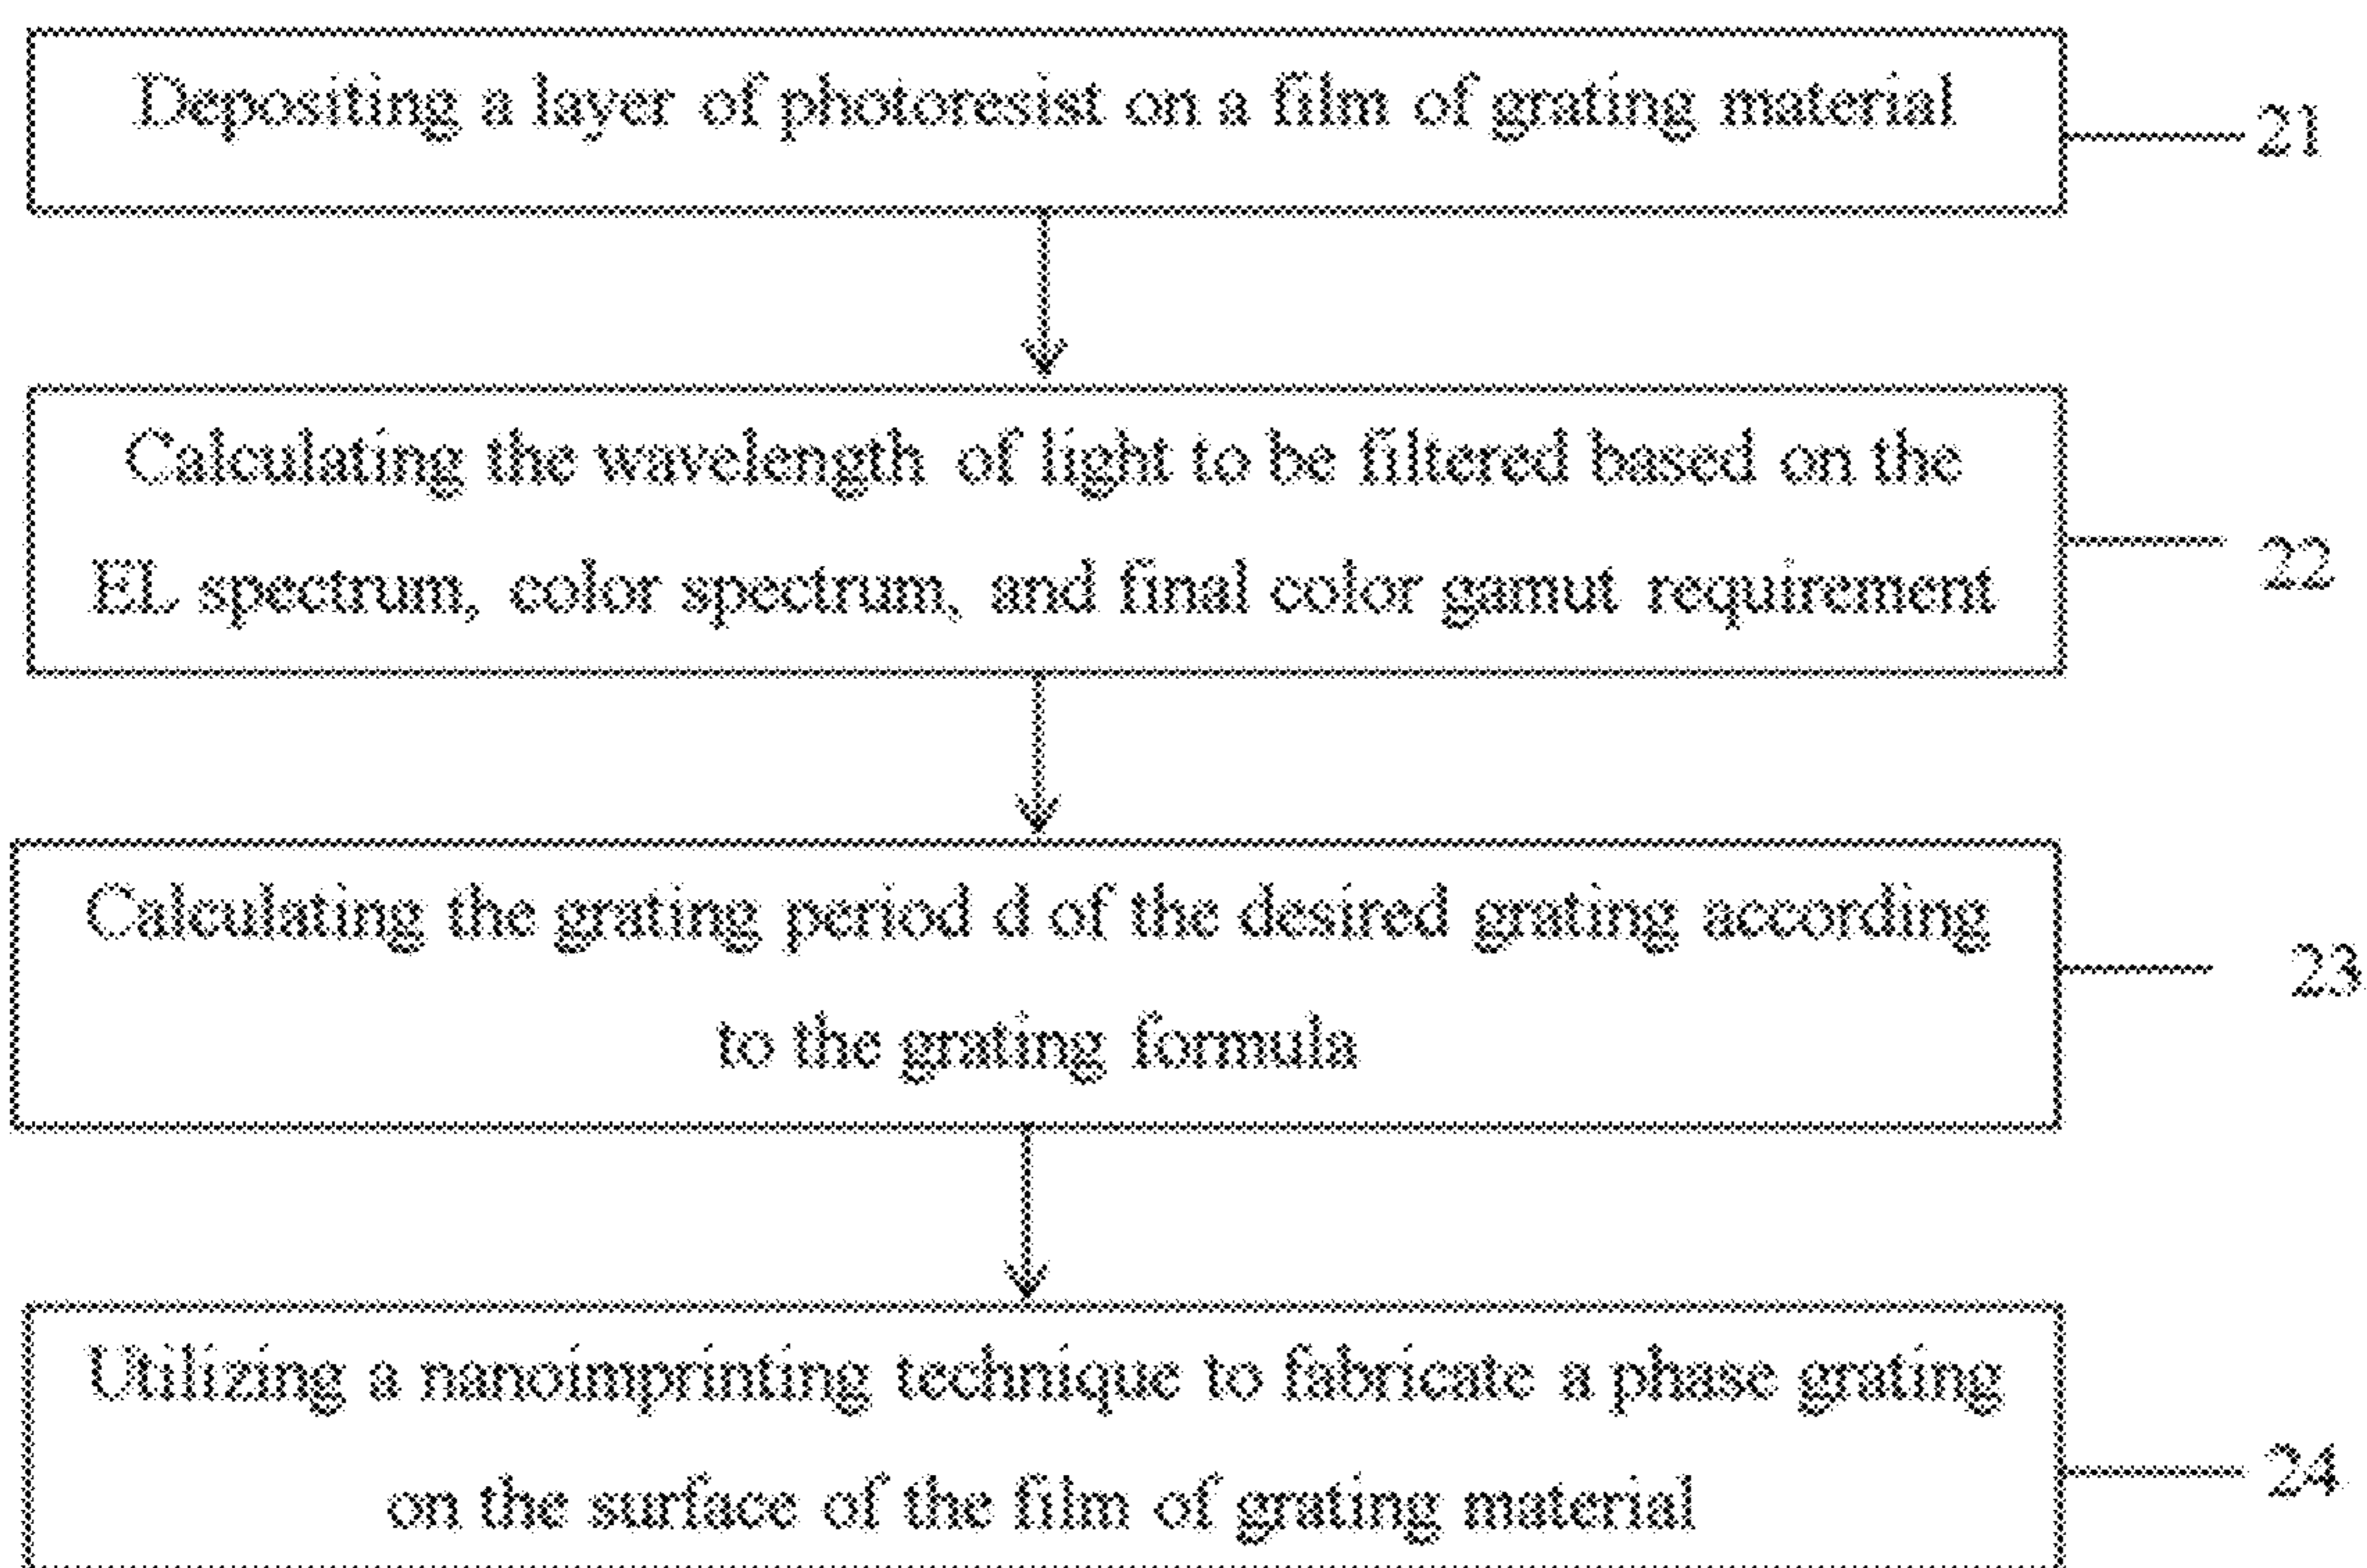 Depositing a layer of photoresist on a film of grating material
21
Calculating the wavelength of light to be filtered based on the
EL spectrum, color spectrum, and final color gamut requirement
22
Calculating the grating period d of the desired grating according
to the grating formula
23
Utilizing a nanoimprinting technique to fabricate a phase grating
on the surface of the film of grating material
24